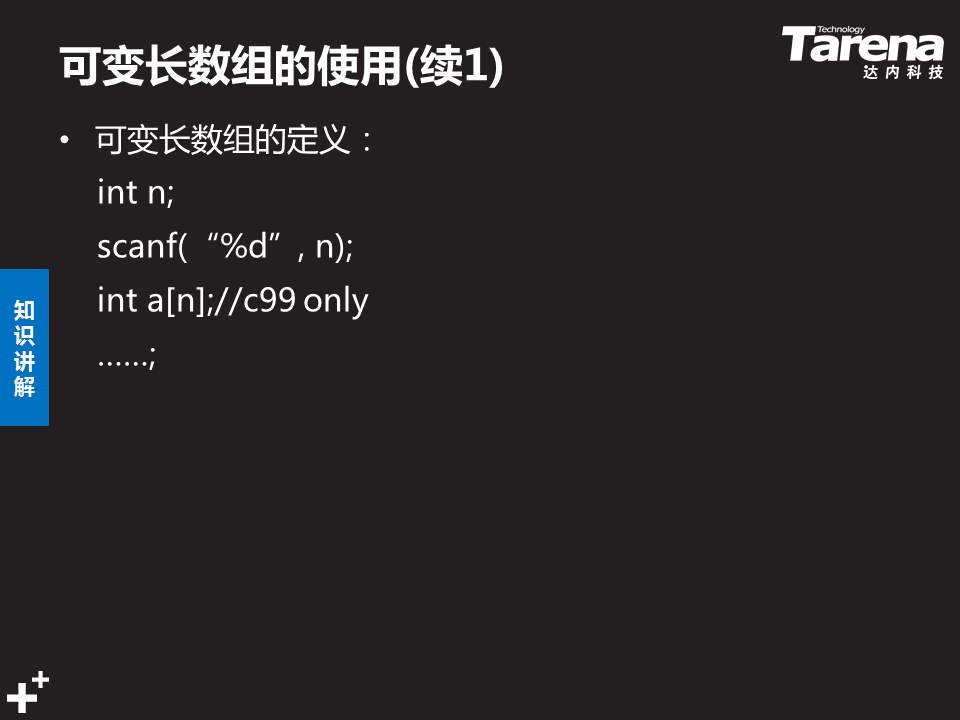 可变长数组的使用(续1)
Technology
Tarena
达内科技
• 可变长数组的定义：
int n;
scanf(“%d”, n);
int a[n];//c99 only
……;
知
识
讲
解